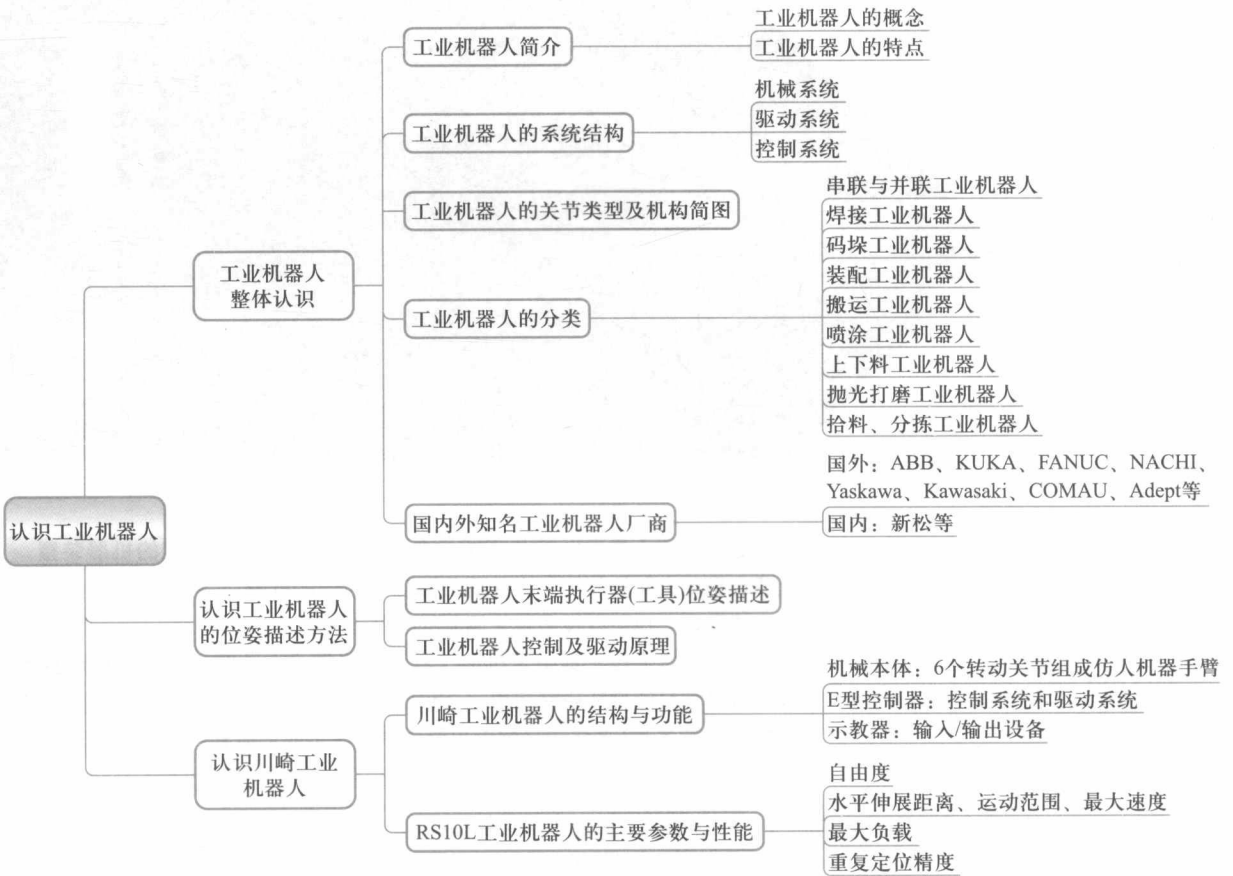 认识工业机器人
工业机器人
整体认识
工业机器人简介
工业机器人的概念
工业机器人的特点
工业机器人的系统结构
机械系统
驱动系统
控制系统
工业机器人的关节类型及机构简图
工业机器人的分类
串联与并联工业机器人
焊接工业机器人
码垛工业机器人
装配工业机器人
搬运工业机器人
喷涂工业机器人
上下料工业机器人
抛光打磨工业机器人
拾料、分拣工业机器人
国内外知名工业机器人厂商
国外：ABB、KUKA、FANUC、NACHI、
Yaskawa、Kawasaki、COMAU、Adept等
国内：新松等
认识工业机器人
的位姿描述方法
工业机器人末端执行器(工具)位姿描述
工业机器人控制及驱动原理
认识川崎工业
机器人
川崎工业机器人的结构与功能
机械本体：6个转动关节组成仿人机器手臂
E型控制器：控制系统和驱动系统
示教器：输入/输出设备
RS10L工业机器人的主要参数与性能
自由度
水平伸展距离、运动范围、最大速度
最大负载
重复定位精度